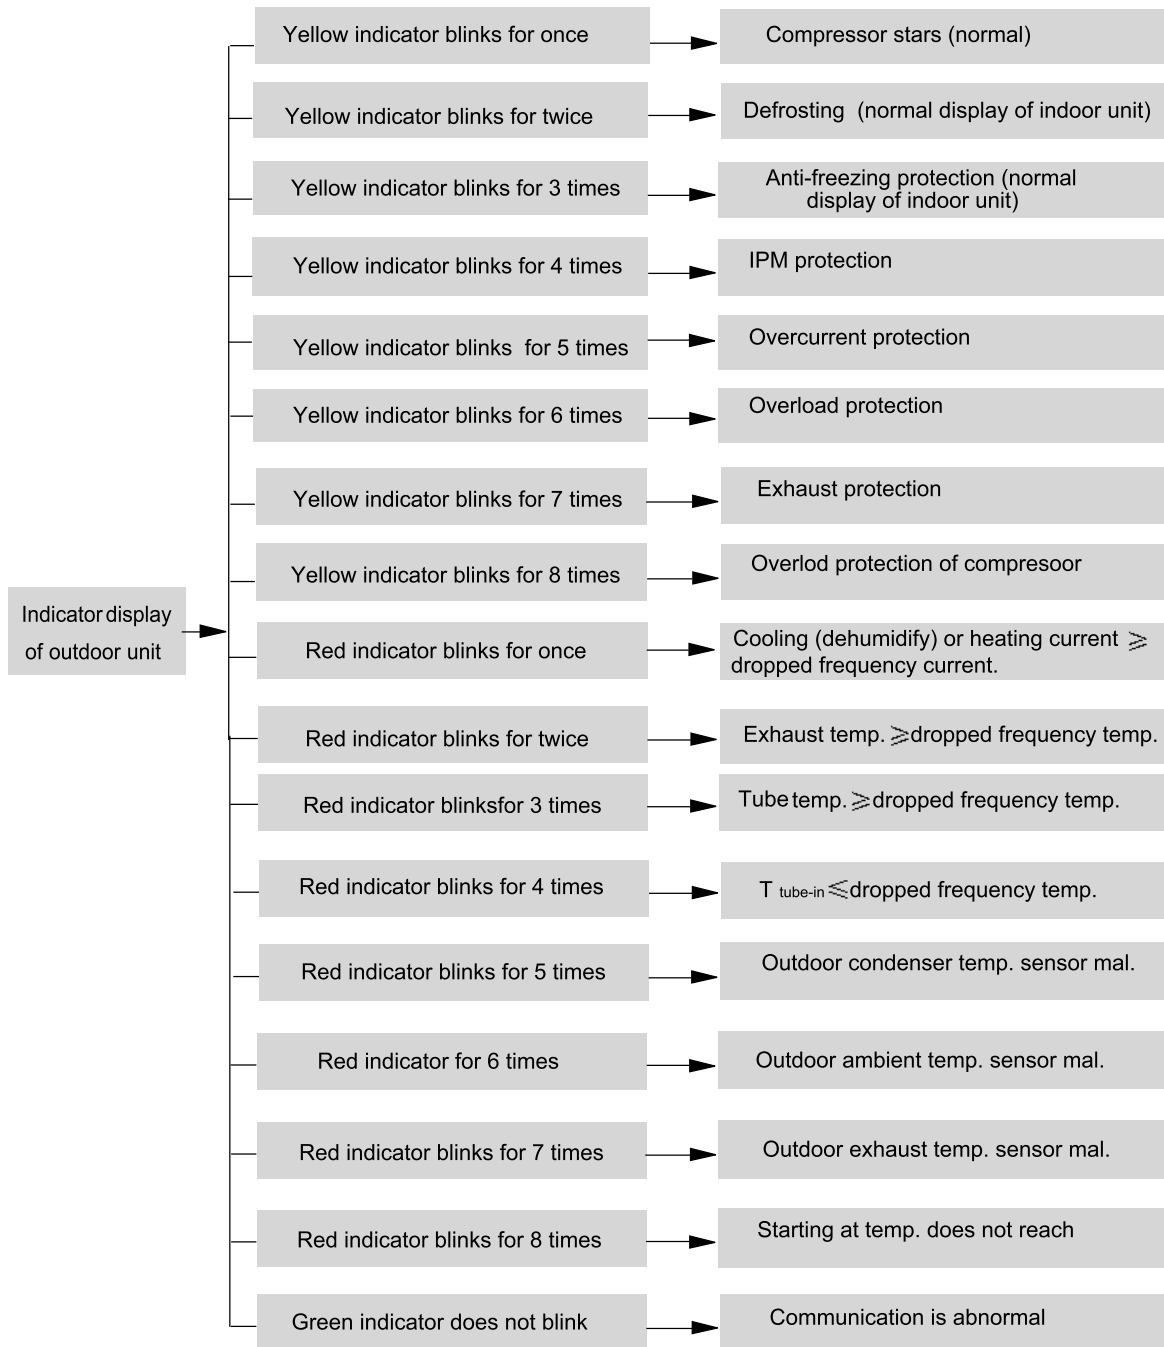 Yellow indicator blinks for once
Compressor stars (normal)
Yellow indicator blinks for twice
Defrosting (normal display of indoor unit)
Yellow indicator blinks for 3 times
Anti-freezing protection (normal
display of indoor unit)
Yellow indicator blinks for 4 times
IPM protection
Yellow indicator blinks for 5 times
Overcurrent protection
Yellow indicator blinks for 6 times
Overload protection
Yellow indicator blinks for 7 times
Exhaust protection
Yellow indicator blinks for 8 times
Overlod protection of compresoor
Indicator display
of outdoor unit
Red indicator blinks for once
Cooling (dehumidify) or heating current ⩾
dropped frequency current.
Red indicator blinks for twice
Exhaust temp. ⩾dropped frequency temp.
Red indicator blinksfor 3 times
Tube temp. ⩾dropped frequency temp.
Red indicator blinks for 4 times
T tube-in ⩽dropped frequency temp.
Red indicator blinks for 5 times
Outdoor condenser temp. sensor mal.
Red indicator for 6 times
Outdoor ambient temp. sensor mal.
Red indicator blinks for 7 times
Outdoor exhaust temp. sensor mal.
Red indicator blinks for 8 times
Starting at temp. does not reach
Green indicator does not blink
Communication is abnormal